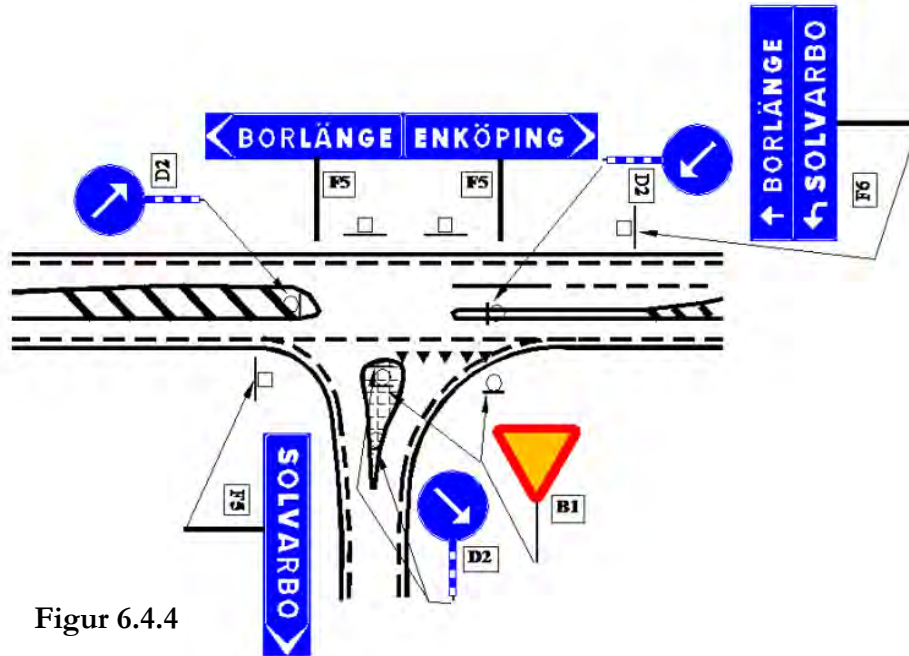 BORLÄNGE
SOLVARBO
F6
BORLÄNGE ENKÖPING
D2
F5
F5
D2
F5
SOLVARBO
D2
B1
Figur 6.4.4